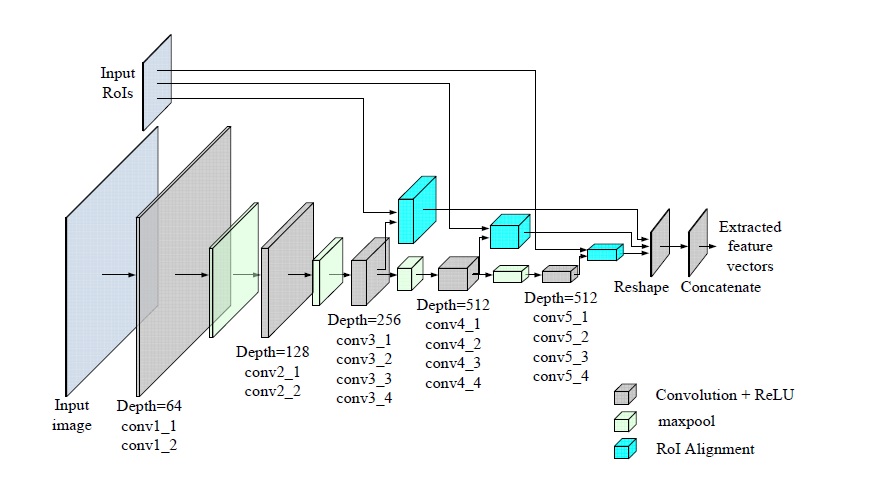 Input
RoIs
Input
image
Depth=64
conv1_1
conv1_2
Depth=128
conv2_1
conv2_2
Depth=256
conv3_1
conv3_2
conv3_3
conv3_4
Depth=512
conv4_1
conv4_2
conv4_3
conv4_4
Depth=512
conv5_1
conv5_2
conv5_3
conv5_4
Reshape
Concatenate
Extracted
feature
vectors
Convolution + ReLU
maxpool
RoI Alignment